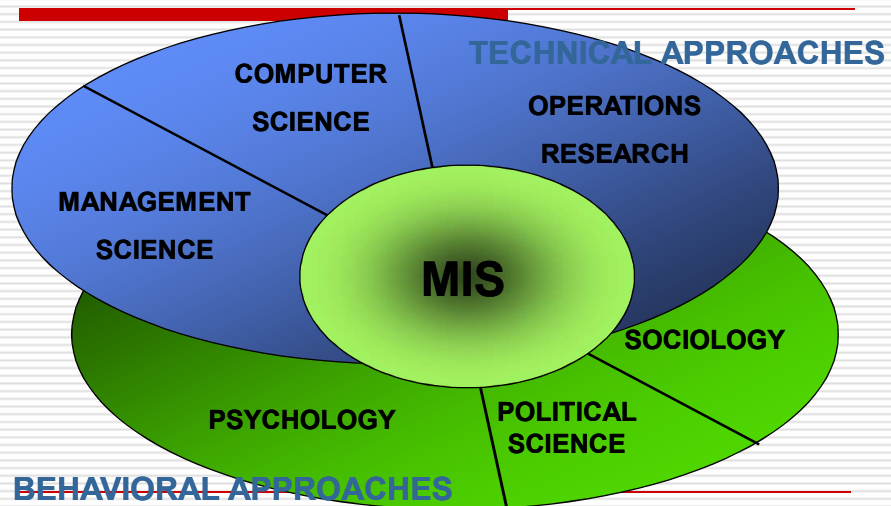 TECHNICAL APPROACHES
COMPUTER
SCIENCE
OPERATIONS
RESEARCH
MANAGEMENT
SCIENCE
MIS
SOCIOLOGY
PSYCHOLOGY
POLITICAL
SCIENCE
BEHAVIORAL APPROACHES